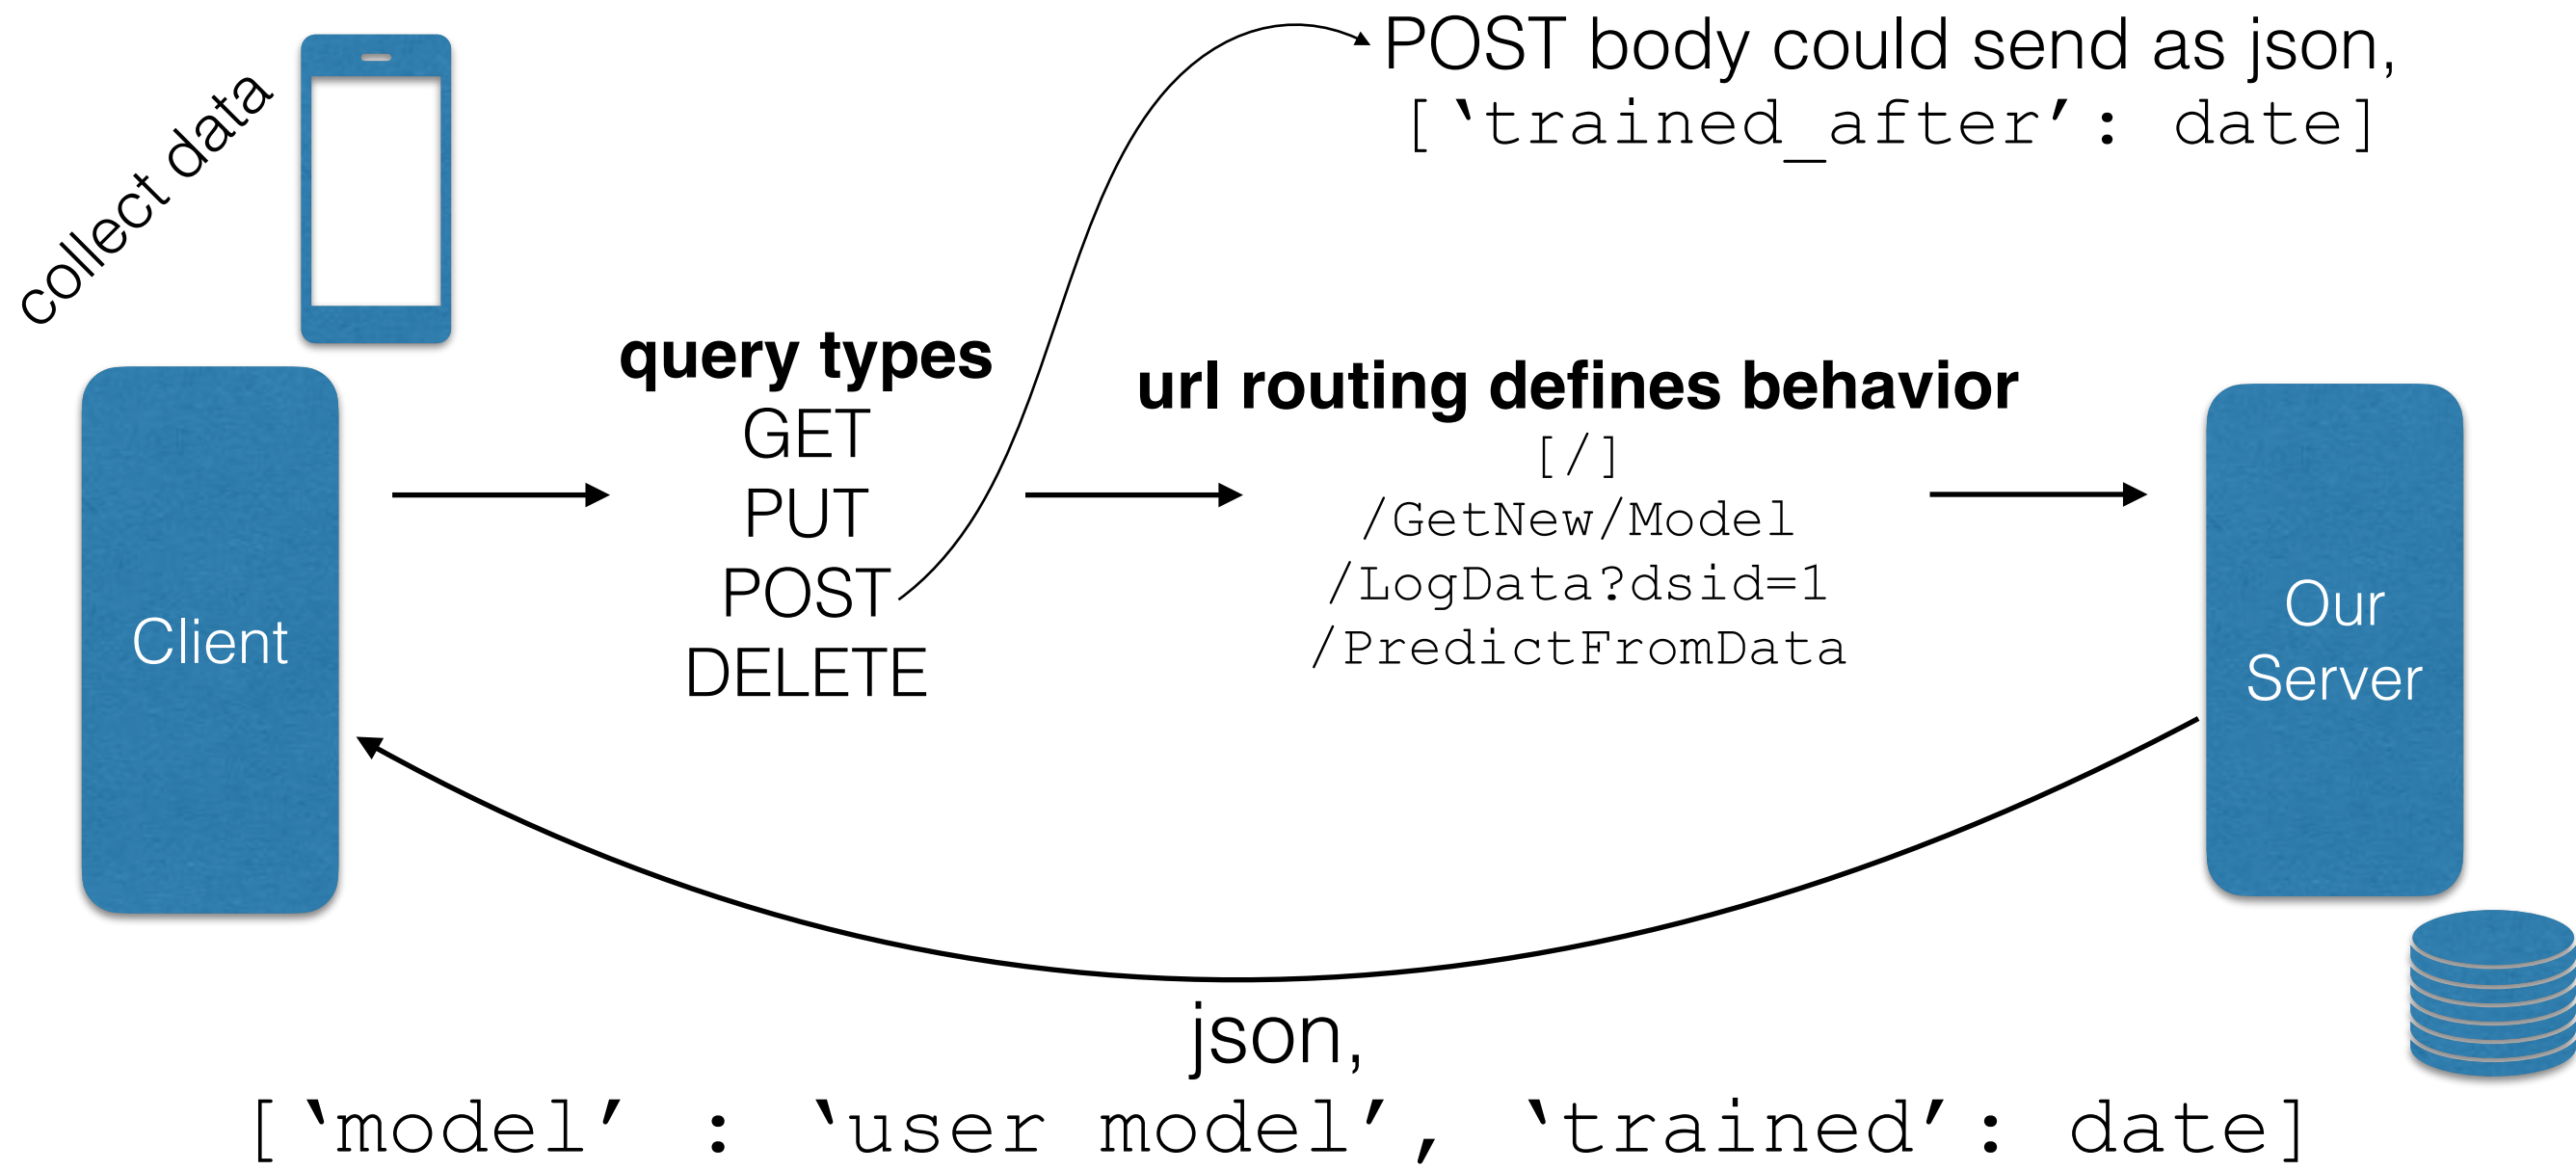 POST body could send as json,
[‘trained_after’: date]
collect data
query types
GET
PUT
POST
DELETE
url routing defines behavior
[/]
/GetNew/Model
/LogData?dsid=1
/PredictFromData
Client
Our
Server
json,
[‘model’ : ‘user model’, ‘trained’: date]